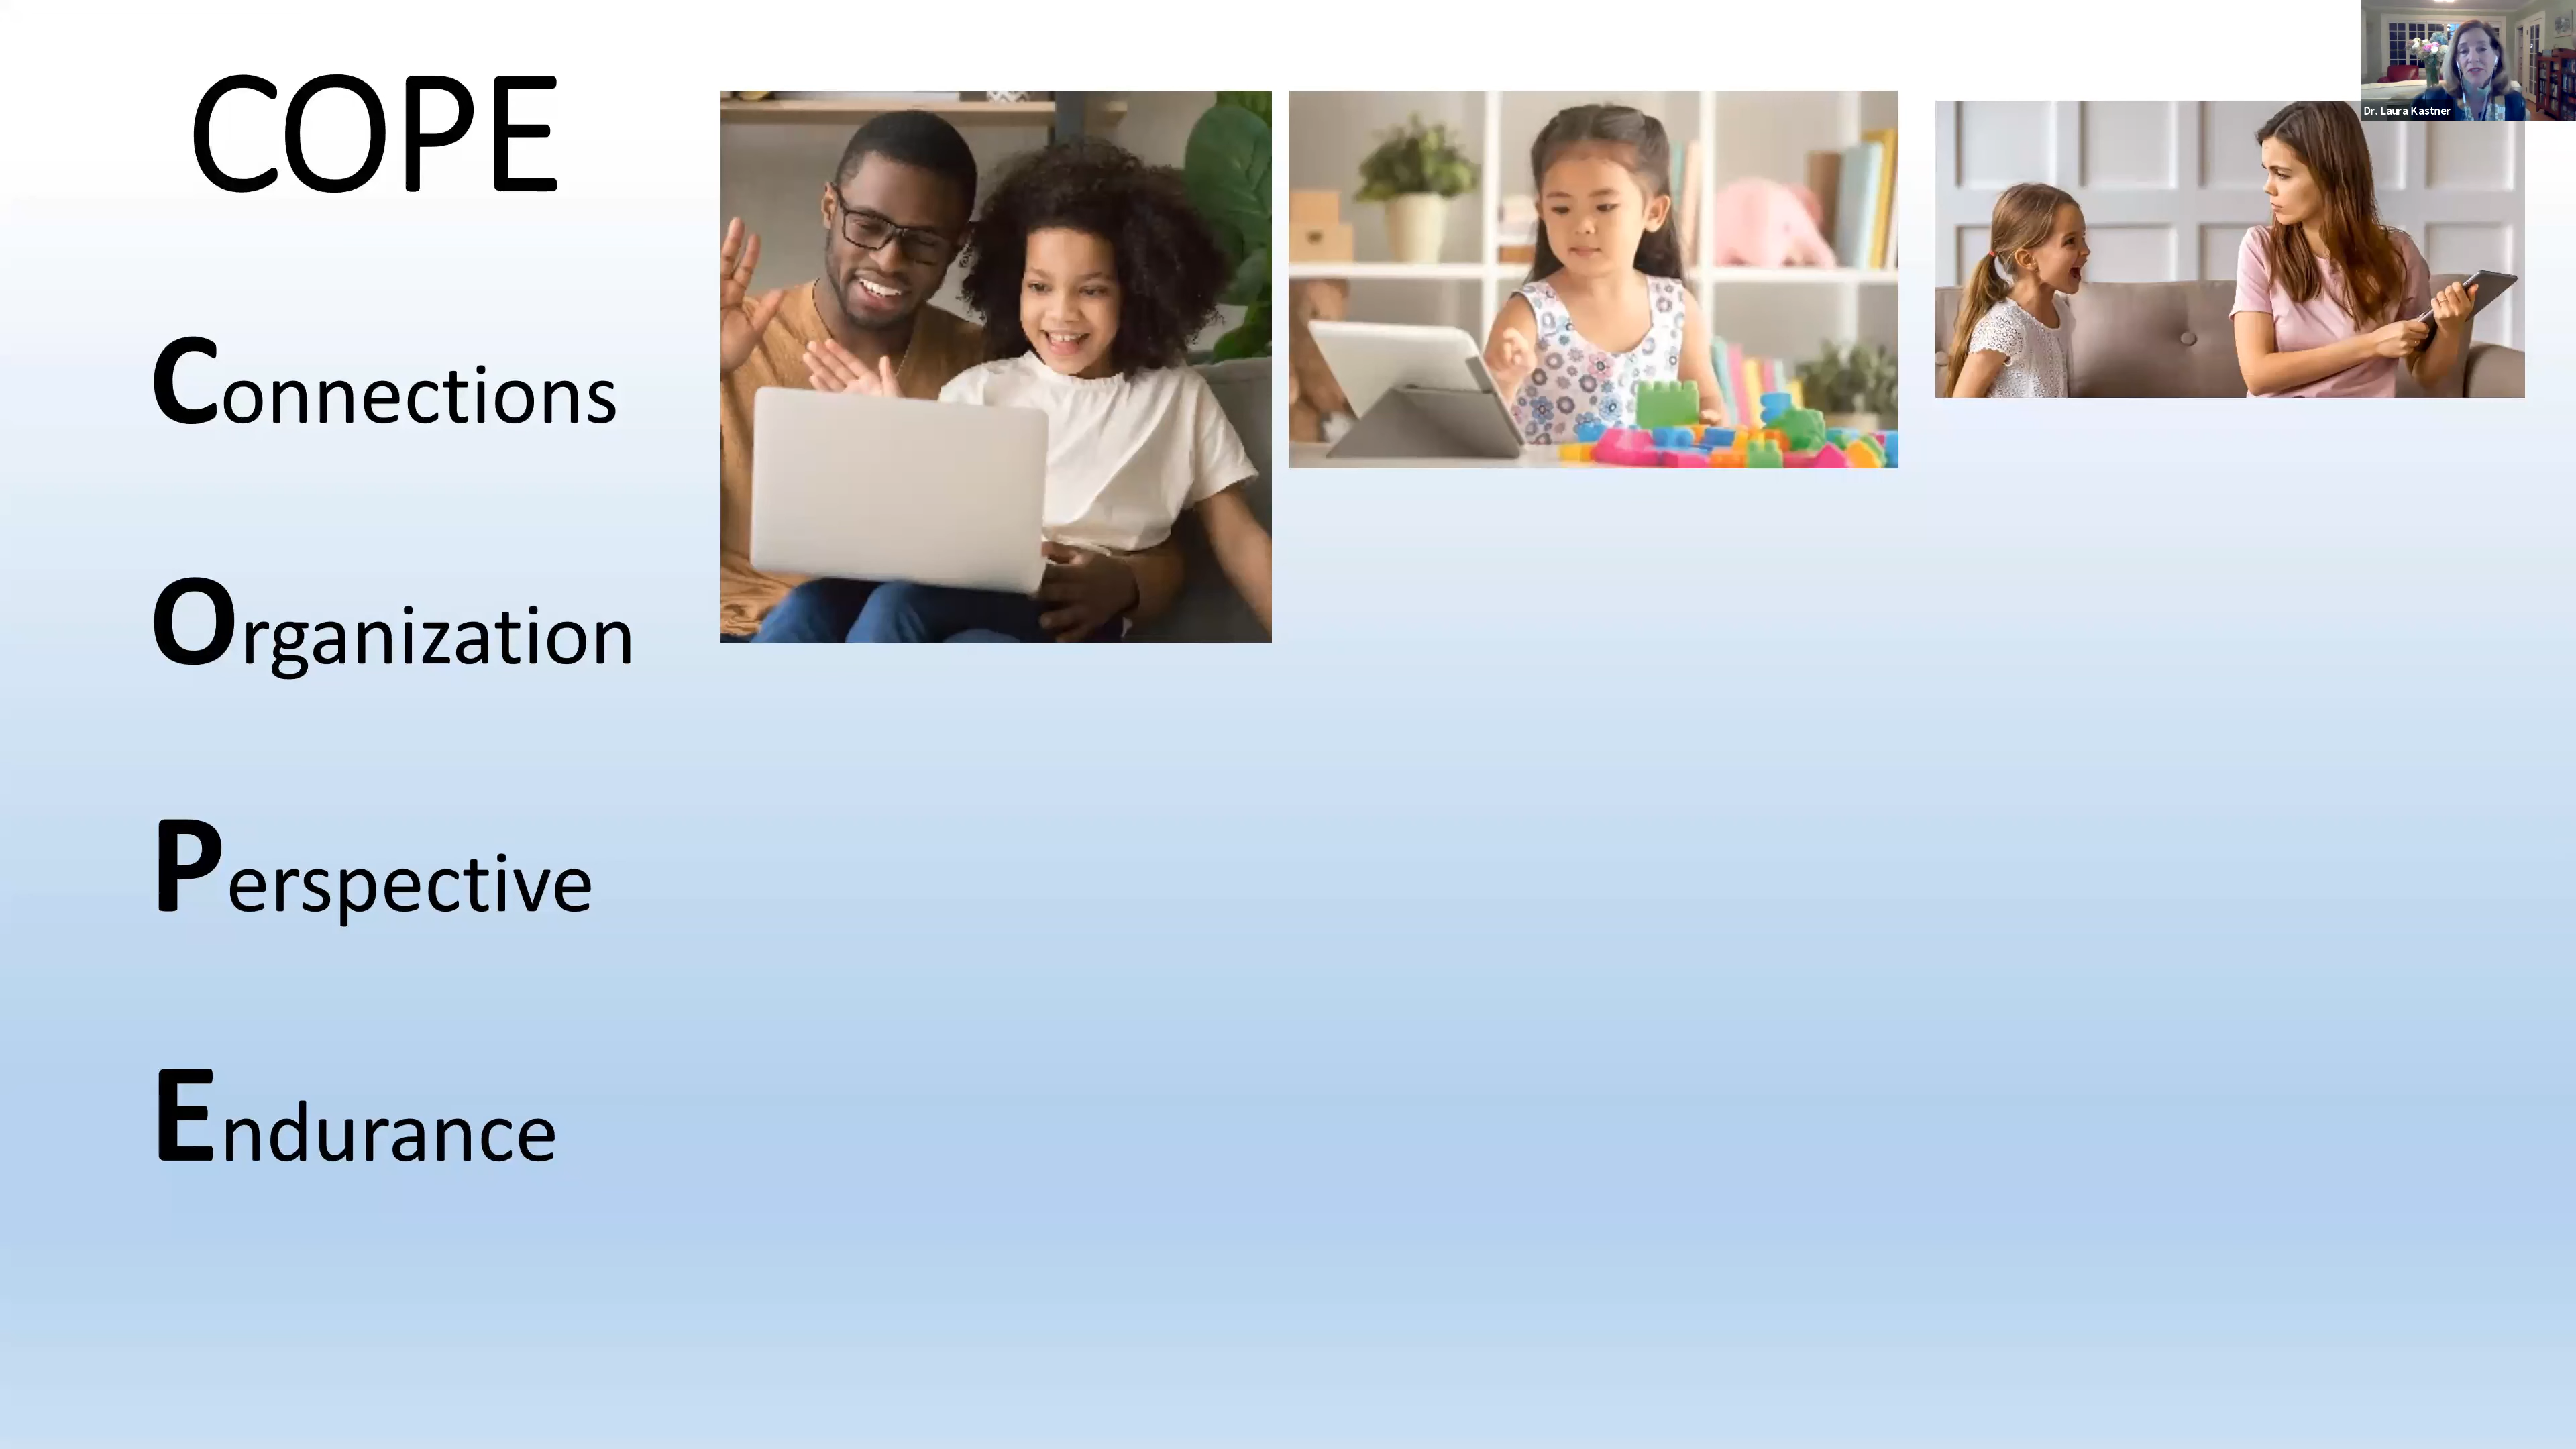 COPE
Connections
Organization
Perspective
Endurance
Dr. Laura Kastner